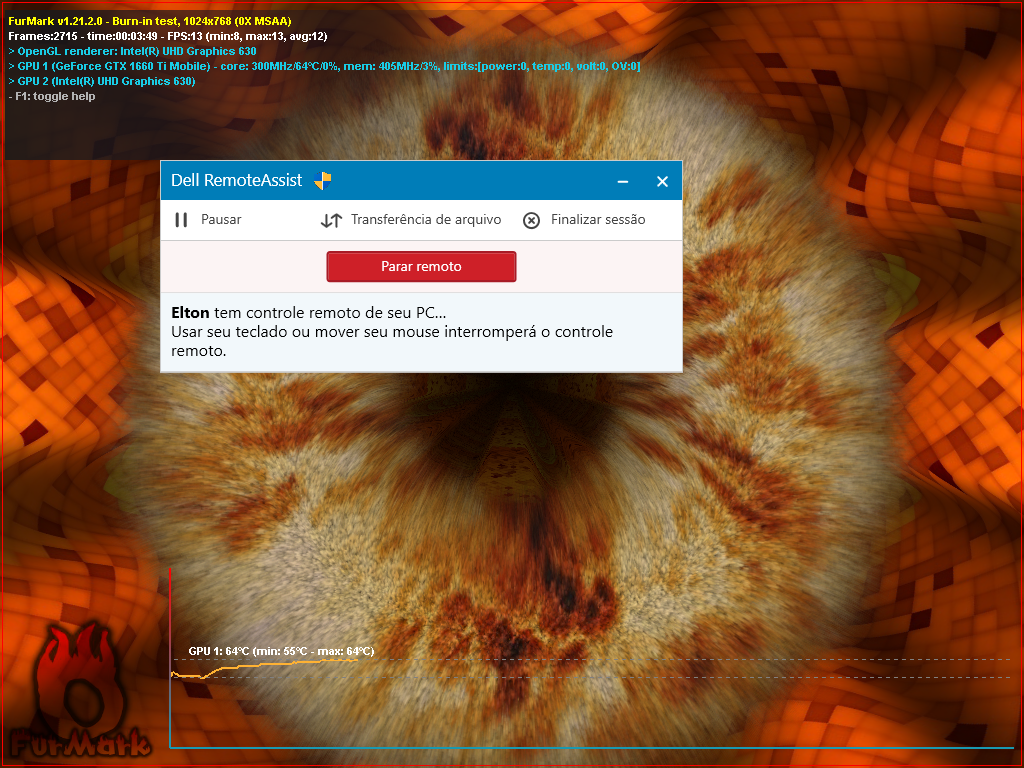 FurMark v1.21.2.0 - Burn-in test, 1024x768 (0X MSAA)
Frames:2715 - time:00:03:49 - FPS:13 (min:8, max:13, avg:12)
> OpenGL renderer: Intel(R) UHD Graphics 630
> GPU 1 (GeForce GTX 1660 Ti Mobile) - core: 300MHz/64°C/0%, mem: 405MHz/3%, limits:[power:0, temp:0, volt:0, OV:0]
> GPU 2 (Intel(R) UHD Graphics 630)
- F1: toggle help
Dell RemoteAssist
Pausar
Transferência de arquivo
Finalizar sessão
Parar remoto
Elton tem controle remoto de seu PC...
Usar seu teclado ou mover seu mouse interromperá o controle
remoto.
GPU 1: 64°C (min: 55°C - max: 64°C)
FurMark